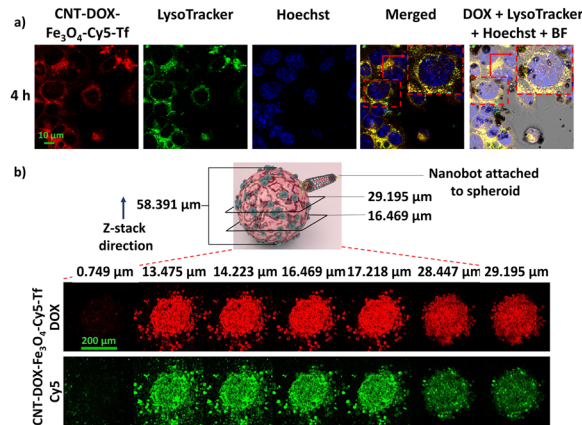 a)
CNT-DOX-
Fe₃O₄-Cy5-Tf
LysoTracker
Hoechst
Merged
DOX + LysoTracker
+ Hoechst + BF
4 h
10 µm
b)
58.391 µm
Z-stack
direction
Nanobot attached
to spheroid
29.195 µm
16.469 µm
0.749 µm 13.475 µm 14.223 µm 16.469 µm 17.218 µm 28.447 µm 29.195 µm
CNT-DOX-Fe₃O₄-Cy5-Tf
DOX
200 µm
Cy5